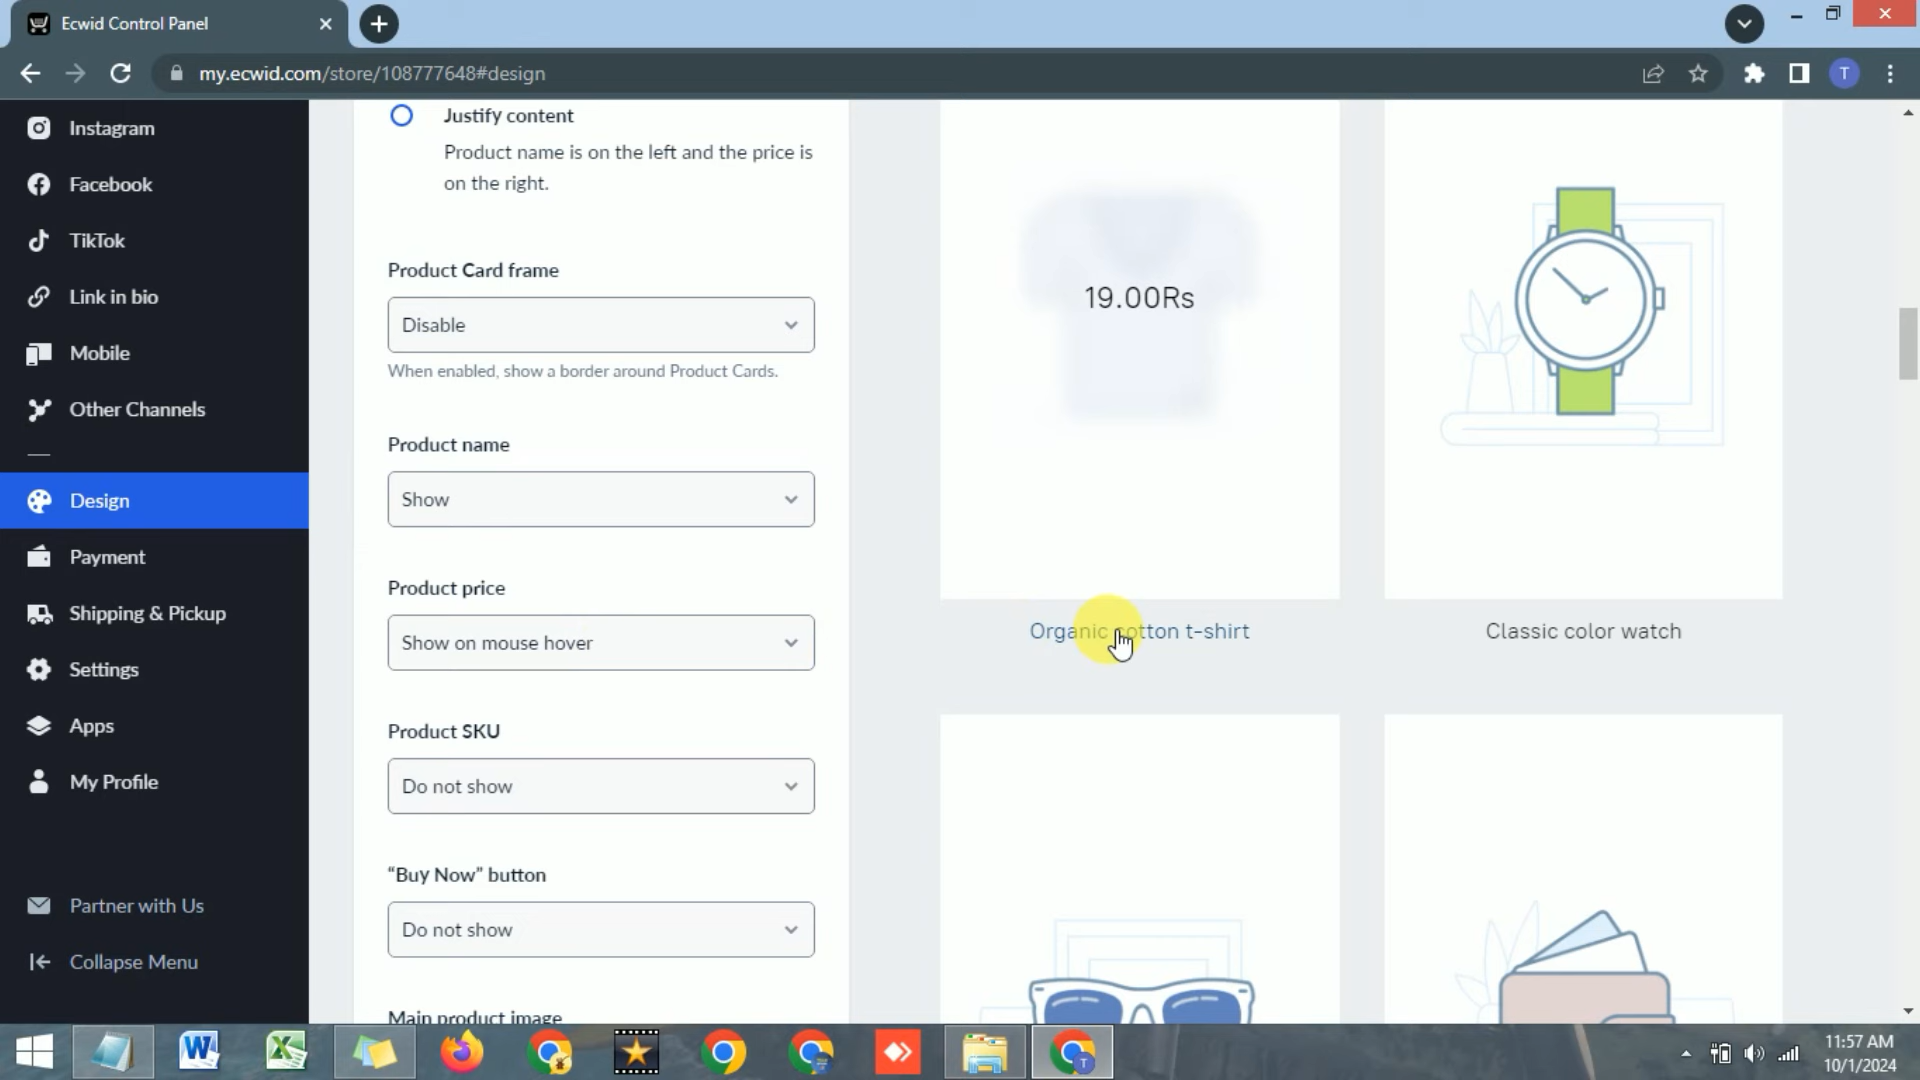 Ecwid Control Panel
my.ecwid.com/store/108777648#design
T
Instagram
Facebook
TikTok
Link in bio
Mobile
Other Channels
Design
Payment
Shipping & Pickup
Settings
Apps
My Profile
Partner with Us
Collapse Menu
Justify content
Product name is on the left and the price is
on the right.
Product Card frame
Disable
When enabled, show a border around Product Cards.
Product name
Show
Product price
Show on mouse hover
Product SKU
Do not show
“Buy Now” button
Do not show
Main product image
19.00Rs
Organic cotton t-shirt
Classic color watch
T
11:57 AM
10/1/2024